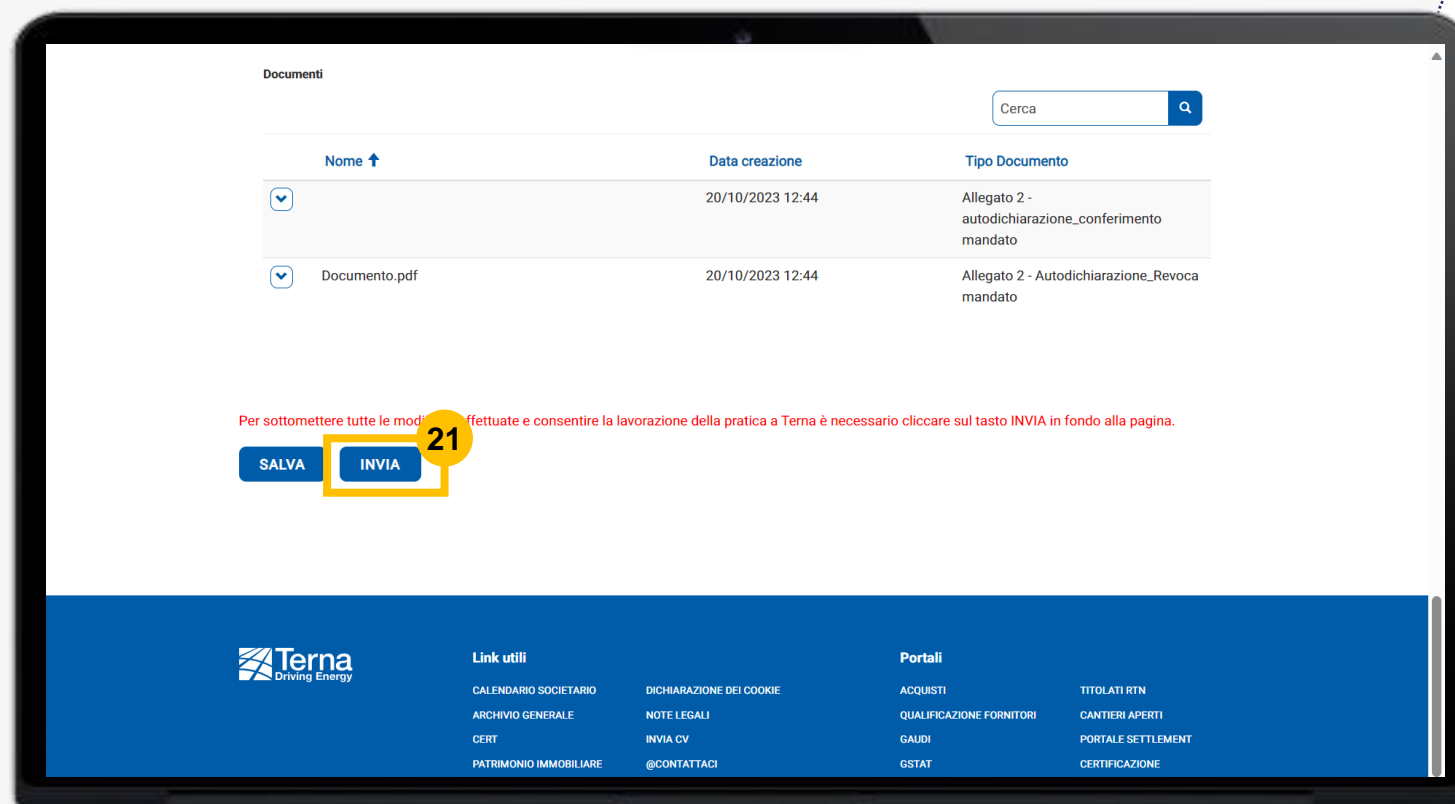 Documenti
Cerca
Nome Data creazione Tipo Documento
20/10/2023 12:44 Allegato 2 -
autodichiarazione_conferimento
mandato
Documento.pdf 20/10/2023 12:44 Allegato 2 - Autodichiarazione_Revoca
mandato
Per sottomettere tutte le ffettuate e consentire la lavorazione della pratica a Terna è necessario cliccare sul tasto INVIA in fondo alla pagina.
21
SALVA INVIA
Terna
Driving Energy
Link utili Portali
CALENDARIO SOCIETARIO DICHIARAZIONE DEI COOKIE ACQUISTI TITOLATI RTN
ARCHIVIO GENERALE NOTE LEGALI QUALIFICAZIONE FORNITORI CANTIERI APERTI
CERT INVIA CV GAUDI PORTALE SETTLEMENT
PATRIMONIO IMMOBILIARE @CONTATTACI GSTAT CERTIFICAZIONE